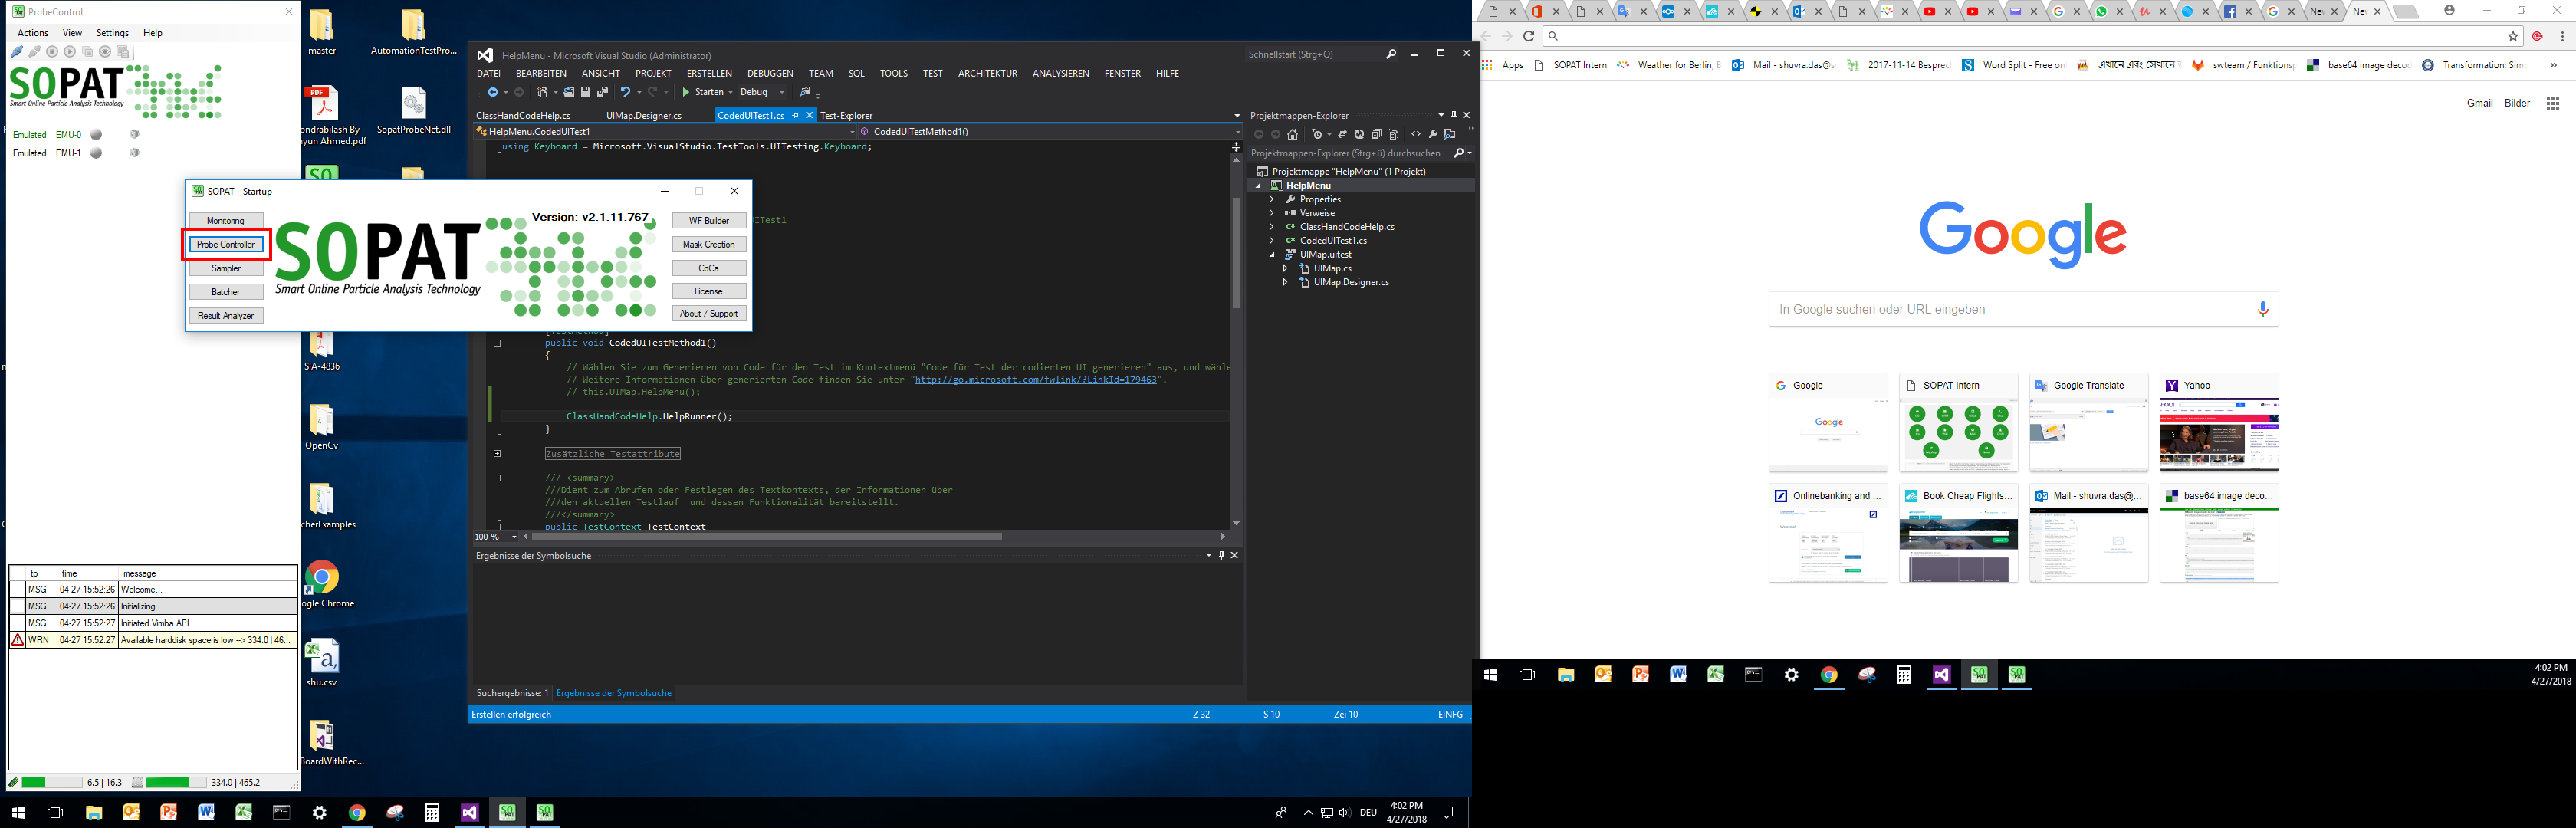 ProbeControl
Actions View Settings Help
SOPAT
Smart Online Particle Analysis Technology
Emulated EMU-0
Emulated EMU-1
tp time message
MSG 04-27 15:52:26 Welcome...
MSG 04-27 15:52:26 Initializing...
MSG 04-27 15:52:27 Initiated Vimba API
WRN 04-27 15:52:27 Available harddisk space is low --> 334.0 | 46...
6.5 | 16.3 334.0 | 465.2
master
AutomationTestPro...
PDF
ondrabilash By
yun Ahmed.pdf
SopatProbeNet.dll
SIA-4836
OpenCv
cherExamples
ogle Chrome
shu.csv
BoardWithRec...
SOPAT - Startup
Monitoring
Probe Controller
Sampler
Batcher
Result Analyzer
Version: v2.1.11.767
SOPAT
Smart Online Particle Analysis Technology
WF Builder
Mask Creation
CoCa
License
About / Support
HelpMenu - Microsoft Visual Studio (Administrator)
Schnellstart (Strg+Q)
DATEI BEARBEITEN ANSICHT PROJEKT ERSTELLEN DEBUGGEN TEAM SQL TOOLS TEST ARCHITEKTUR ANALYSIEREN FENSTER HILFE
Starten Debug
ClassHandCodeHelp.cs UIMap.Designer.cs CodedUITest1.cs Test-Explorer
HelpMenu.CodedUITest1 CodedUITestMethod1()
using Keyboard = Microsoft.VisualStudio.TestTools.UITesting.Keyboard;
UITest1
public void CodedUITestMethod1()
{
// Wählen Sie zum Generieren von Code für den Test im Kontextmenü "Code für Test der codierten UI generieren" aus, und wähle
// Weitere Informationen über generierten Code finden Sie unter "http://go.microsoft.com/fwlink/?LinkId=179463".
// this.UIMap.HelpMenu();
ClassHandCodeHelp.HelpRunner();
}
Zusätzliche Testattribute
/// <summary>
///Dient zum Abrufen oder Festlegen des Textkontexts, der Informationen über
///den aktuellen Testlauf und dessen Funktionalität bereitstellt.
///</summary>
public TestContext TestContext
100 %
Ergebnisse der Symbolsuche
Suchergebnisse: 1 Ergebnisse der Symbolsuche
Erstellen erfolgreich Z 32 S 10 Zei 10 EINFG
Projektmappen-Explorer
Projektmappen-Explorer (Strg+ü) durchsuchen
Projektmappe "HelpMenu" (1 Projekt)
HelpMenu
Properties
Verweise
ClassHandCodeHelp.cs
CodedUITest1.cs
UIMap.uitest
UIMap.cs
UIMap.Designer.cs
DEU 4:02 PM
4/27/2018
Apps SOPAT Intern Weather for Berlin, B Mail - shuvra.das@s 2017-11-14 Besprec Word Split - Free on এখানে এবং সেখানে swteam / Funktions base64 image deco Transformation: Sim
Gmail Bilder
Google
In Google suchen oder URL eingeben
Google SOPAT Intern Google Translate Yahoo
Onlinebanking and ... Book Cheap Flights... Mail - shuvra.das@... base64 image deco...
4:02 PM
4/27/2018